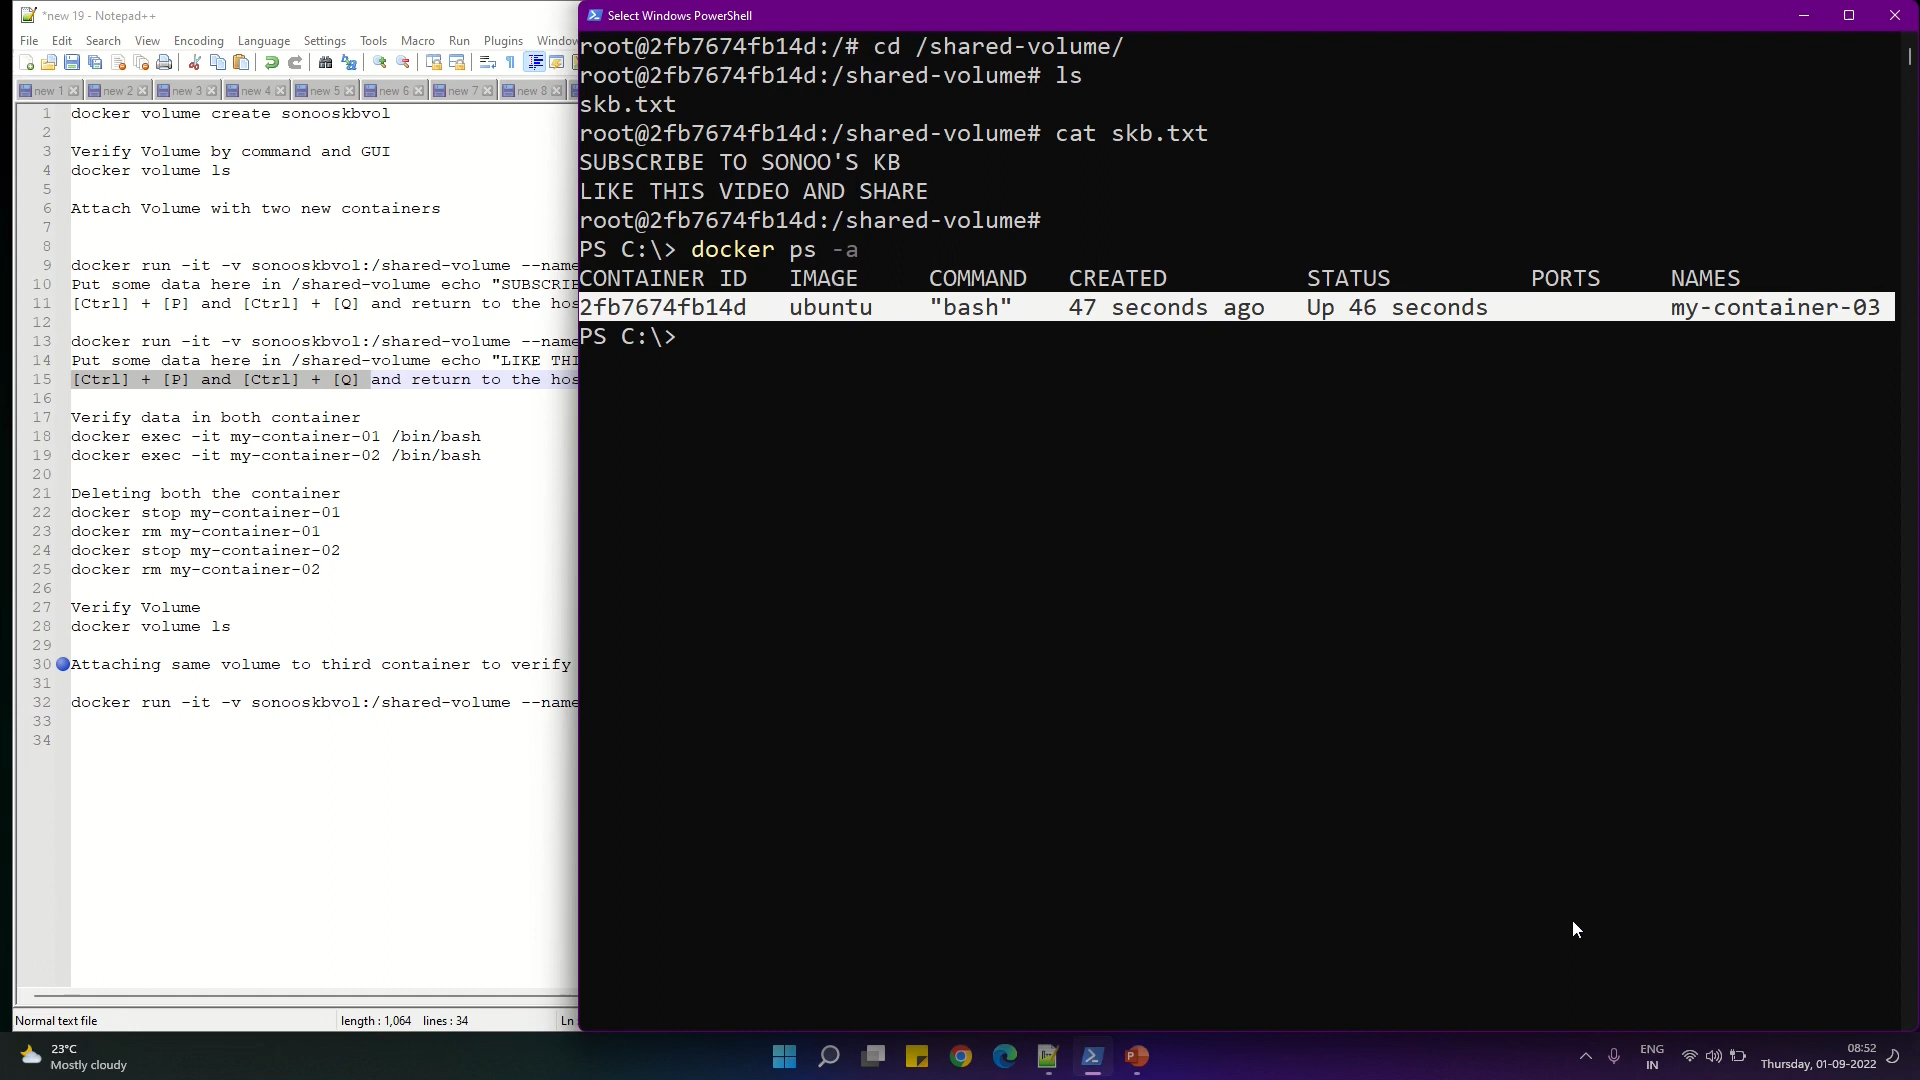 *new 19 - Notepad++
File Edit Search View Encoding Language Settings Tools Macro Run Plugins Window
new 1 new 2 new 3 new 4 new 5 new 6 new 7 new 8
1 docker volume create sonooskbvol
2
3 Verify Volume by command and GUI
4 docker volume ls
5
6 Attach Volume with two new containers
7
8
9 docker run -it -v sonooskbvol:/shared-volume --name
10 Put some data here in /shared-volume echo "SUBSCRIB
11 [Ctrl] + [P] and [Ctrl] + [Q] and return to the hos
12
13 docker run -it -v sonooskbvol:/shared-volume --name
14 Put some data here in /shared-volume echo "LIKE THI
15 [Ctrl] + [P] and [Ctrl] + [Q] and return to the hos
16
17 Verify data in both container
18 docker exec -it my-container-01 /bin/bash
19 docker exec -it my-container-02 /bin/bash
20
21 Deleting both the container
22 docker stop my-container-01
23 docker rm my-container-01
24 docker stop my-container-02
25 docker rm my-container-02
26
27 Verify Volume
28 docker volume ls
29
30 Attaching same volume to third container to verify
31
32 docker run -it -v sonooskbvol:/shared-volume --name
33
34
Normal text file length : 1,064 lines : 34 Ln
Select Windows PowerShell
root@2fb7674fb14d:/# cd /shared-volume/
root@2fb7674fb14d:/shared-volume# ls
skb.txt
root@2fb7674fb14d:/shared-volume# cat skb.txt
SUBSCRIBE TO SONOO'S KB
LIKE THIS VIDEO AND SHARE
root@2fb7674fb14d:/shared-volume#
PS C:\> docker ps -a
CONTAINER ID IMAGE COMMAND CREATED STATUS PORTS NAMES
2fb7674fb14d ubuntu "bash" 47 seconds ago Up 46 seconds my-container-03
PS C:\>
23°C
Mostly cloudy
ENG
IN
08:52
Thursday, 01-09-2022